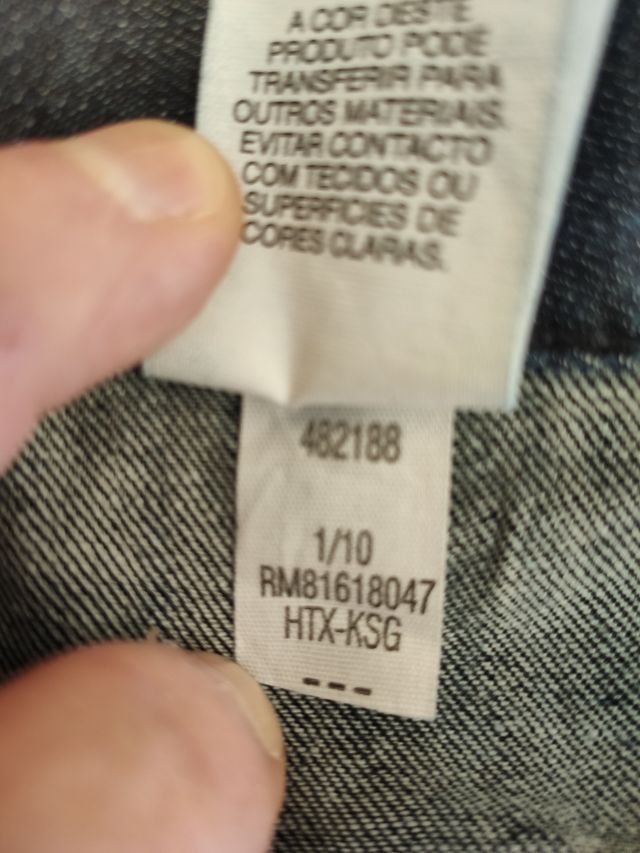 A COR DESTE
PRODUTO PODE
TRANSFERIR PARA
OUTROS MATERIAIS.
EVITAR CONTACTO
COM TECIDOS OU
SUPERFICIES DE
CORES CLARAS.
482188
1/10
RM81618047
HTX-KSG
---